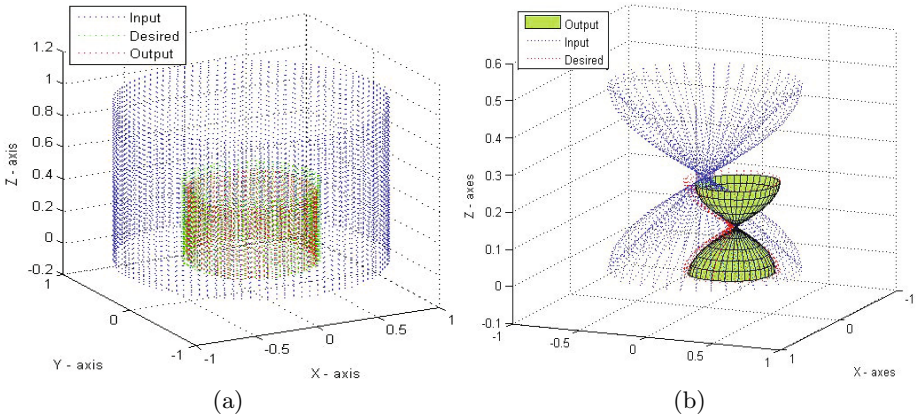 Input
Desired
Output
1.2
1
0.8
0.6
0.4
0.2
0
-0.2
1
0
-1
-1
-0.5
0
0.5
1
Z - axis
Y - axis
X - axis
(a)
Output
Input
Desired
0.6
0.5
0.4
0.3
0.2
0.1
0
-0.1
-1
-0.5
0
0.5
1
1
0
-1
Z - axes
X - axes
(b)